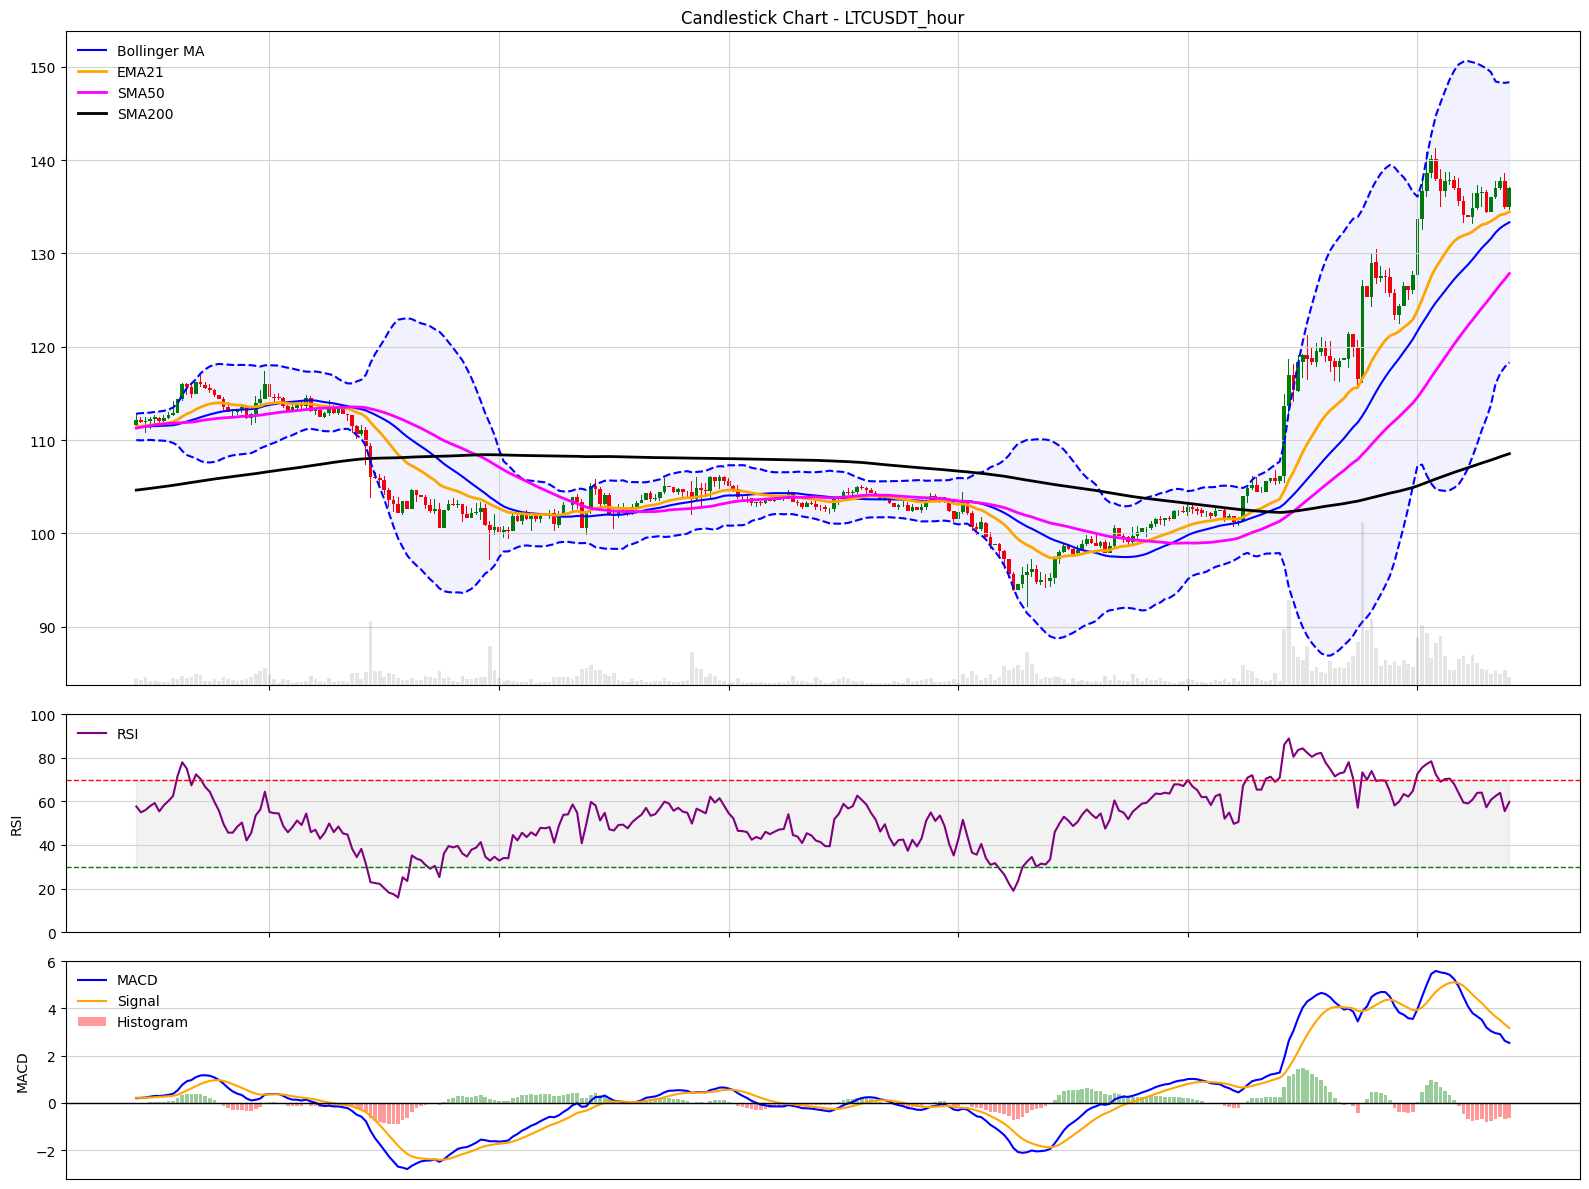 Candlestick Chart - LTCUSDT_hour
Bollinger MA
EMA21
SMA50
SMA200
150
140
130
120
110
100
90
RSI
100
80
60
40
20
0
RSI
MACD
Signal
Histogram
6
4
2
0
−2
MACD